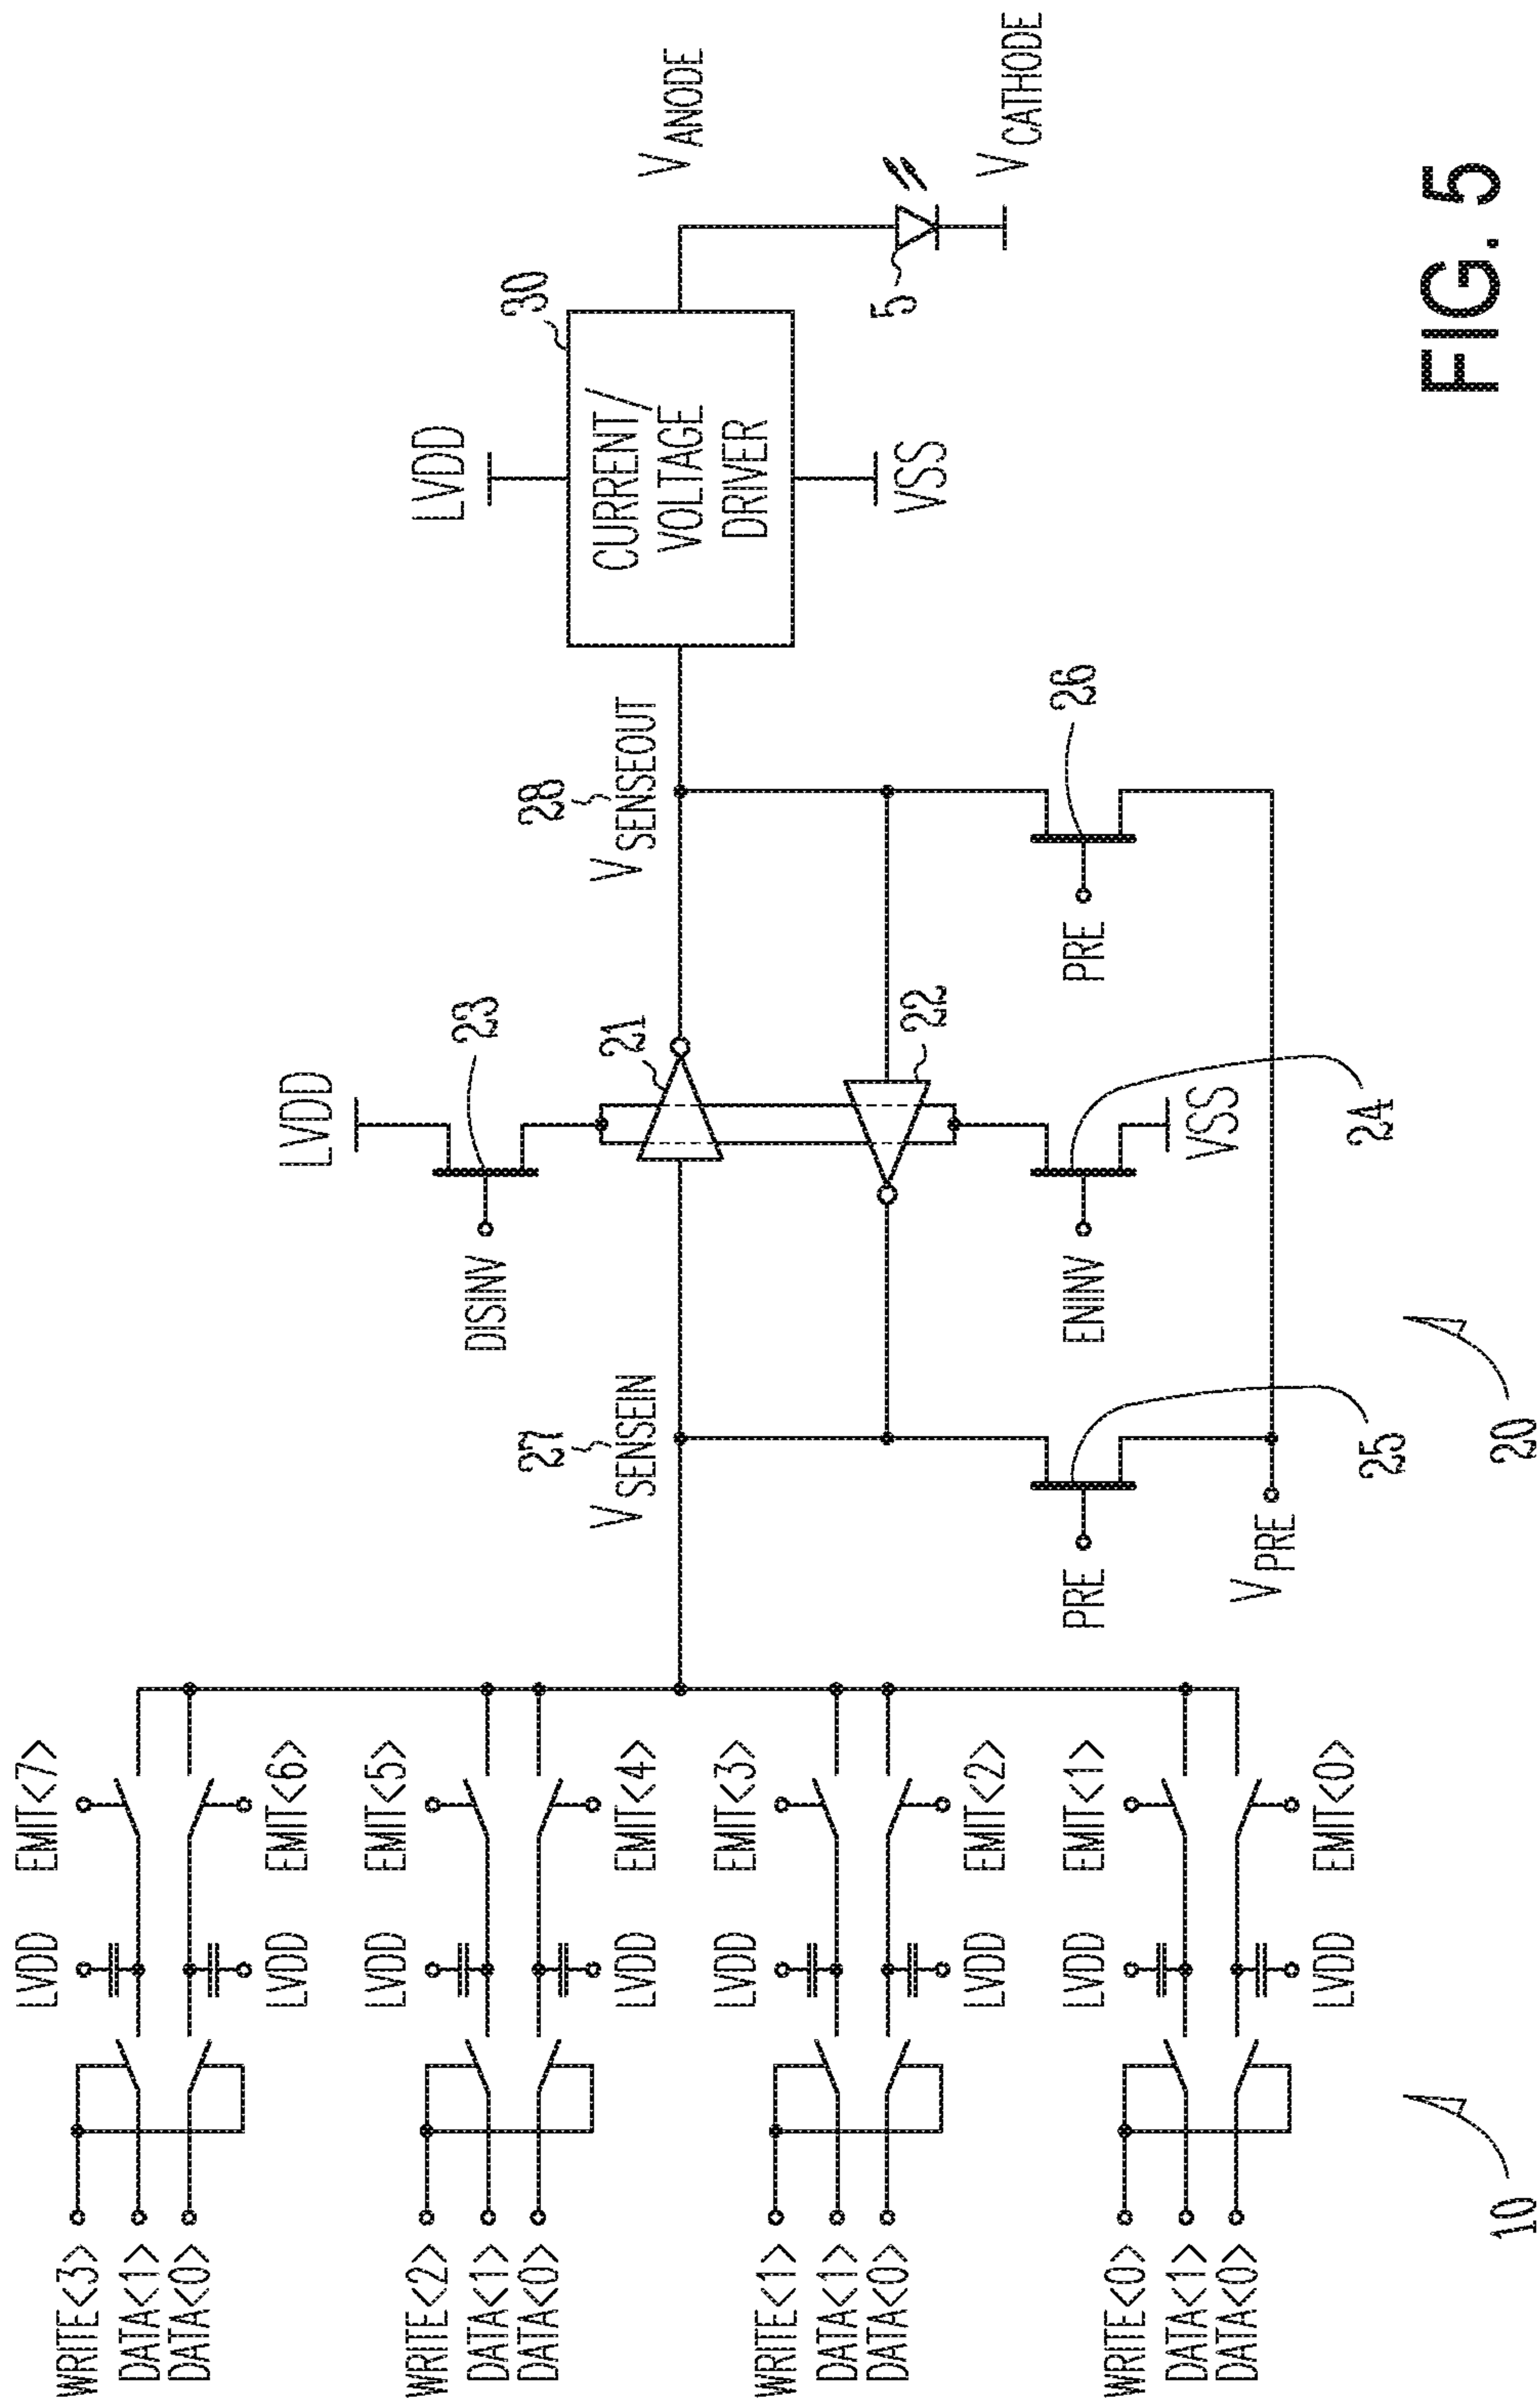 WRITE<3>
DATA<1>
DATA<0>
LVDD
LVDD
EMIT<7>
EMIT<6>
WRITE<2>
DATA<1>
DATA<0>
LVDD
LVDD
EMIT<5>
EMIT<4>
WRITE<1>
DATA<1>
DATA<0>
LVDD
LVDD
EMIT<3>
EMIT<2>
WRITE<0>
DATA<1>
DATA<0>
LVDD
LVDD
EMIT<1>
EMIT<0>
10
27
VSENSEIN
PRE
25
VPRE
20
LVDD
DISINV
23
21
22
ENINV
24
VSS
28
VSENSEOUT
PRE
26
LVDD
30
CURRENT/
VOLTAGE
DRIVER
VSS
VANODE
5
VCATHODE
FIG. 5